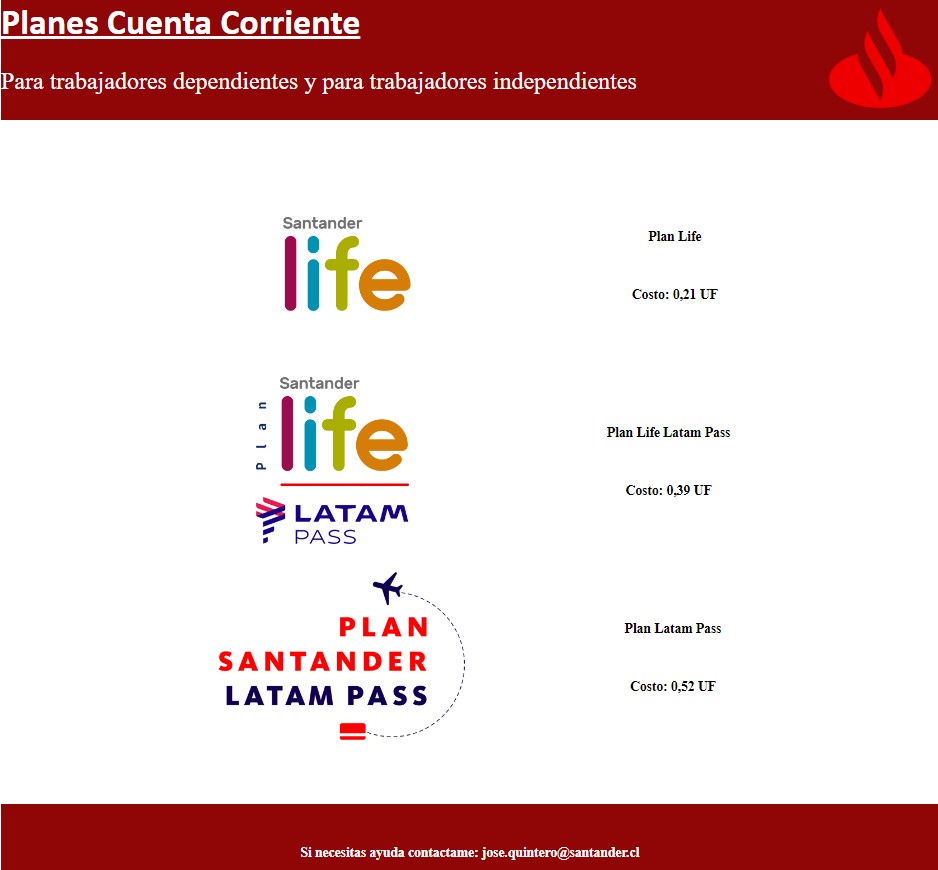 Planes Cuenta Corriente
Para trabajadores dependientes y para trabajadores independientes
Santander
life
Plan Life
Costo: 0,21 UF
Santander
Plan
life
LATAM
PASS
Plan Life Latam Pass
Costo: 0,39 UF
PLAN
SANTANDER
LATAM PASS
Plan Latam Pass
Costo: 0,52 UF
Si necesitas ayuda contactame: jose.quintero@santander.cl